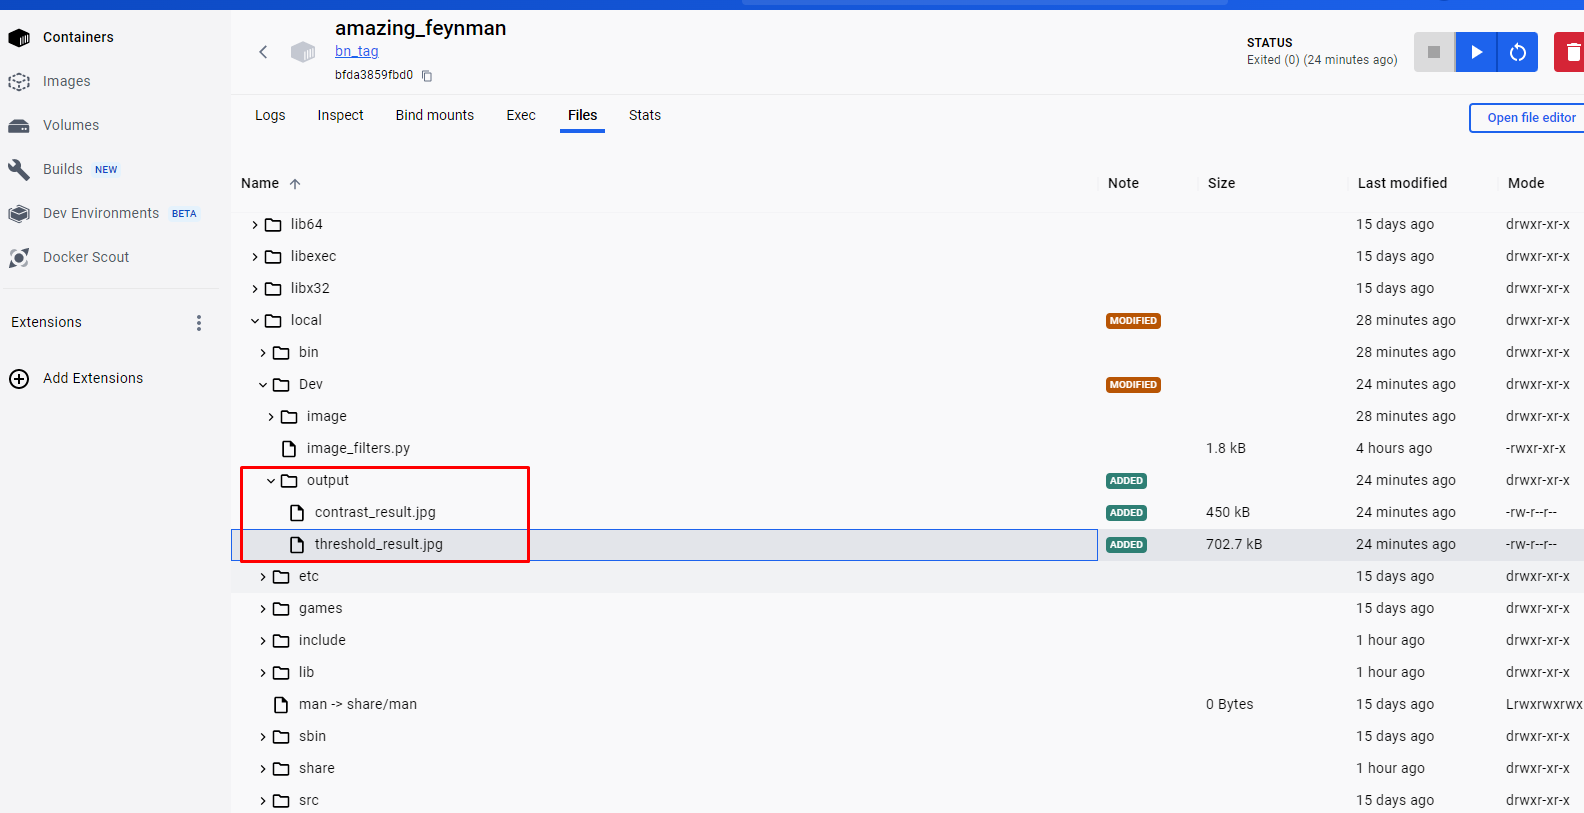 amazing_feynman
bn_tag
bfda3859fbd0
STATUS
Exited (0) (24 minutes ago)
Containers
Images
Volumes
Builds NEW
Dev Environments BETA
Docker Scout
Extensions
Add Extensions
Logs Inspect Bind mounts Exec Files Stats
Open file editor
Name Note Size Last modified Mode
lib64 15 days ago drwxr-xr-x
libexec 15 days ago drwxr-xr-x
libx32 15 days ago drwxr-xr-x
local MODIFIED 28 minutes ago drwxr-xr-x
bin 28 minutes ago drwxr-xr-x
Dev MODIFIED 24 minutes ago drwxr-xr-x
image 28 minutes ago drwxr-xr-x
image_filters.py 1.8 kB 4 hours ago -rwxr-xr-x
output ADDED 24 minutes ago drwxr-xr-x
contrast_result.jpg ADDED 450 kB 24 minutes ago -rw-r--r--
threshold_result.jpg ADDED 702.7 kB 24 minutes ago -rw-r--r--
etc 15 days ago drwxr-xr-x
games 15 days ago drwxr-xr-x
include 1 hour ago drwxr-xr-x
lib 1 hour ago drwxr-xr-x
man -> share/man 0 Bytes 15 days ago Lrwxrwxrwx
sbin 15 days ago drwxr-xr-x
share 1 hour ago drwxr-xr-x
src 15 days ago drwxr-xr-x